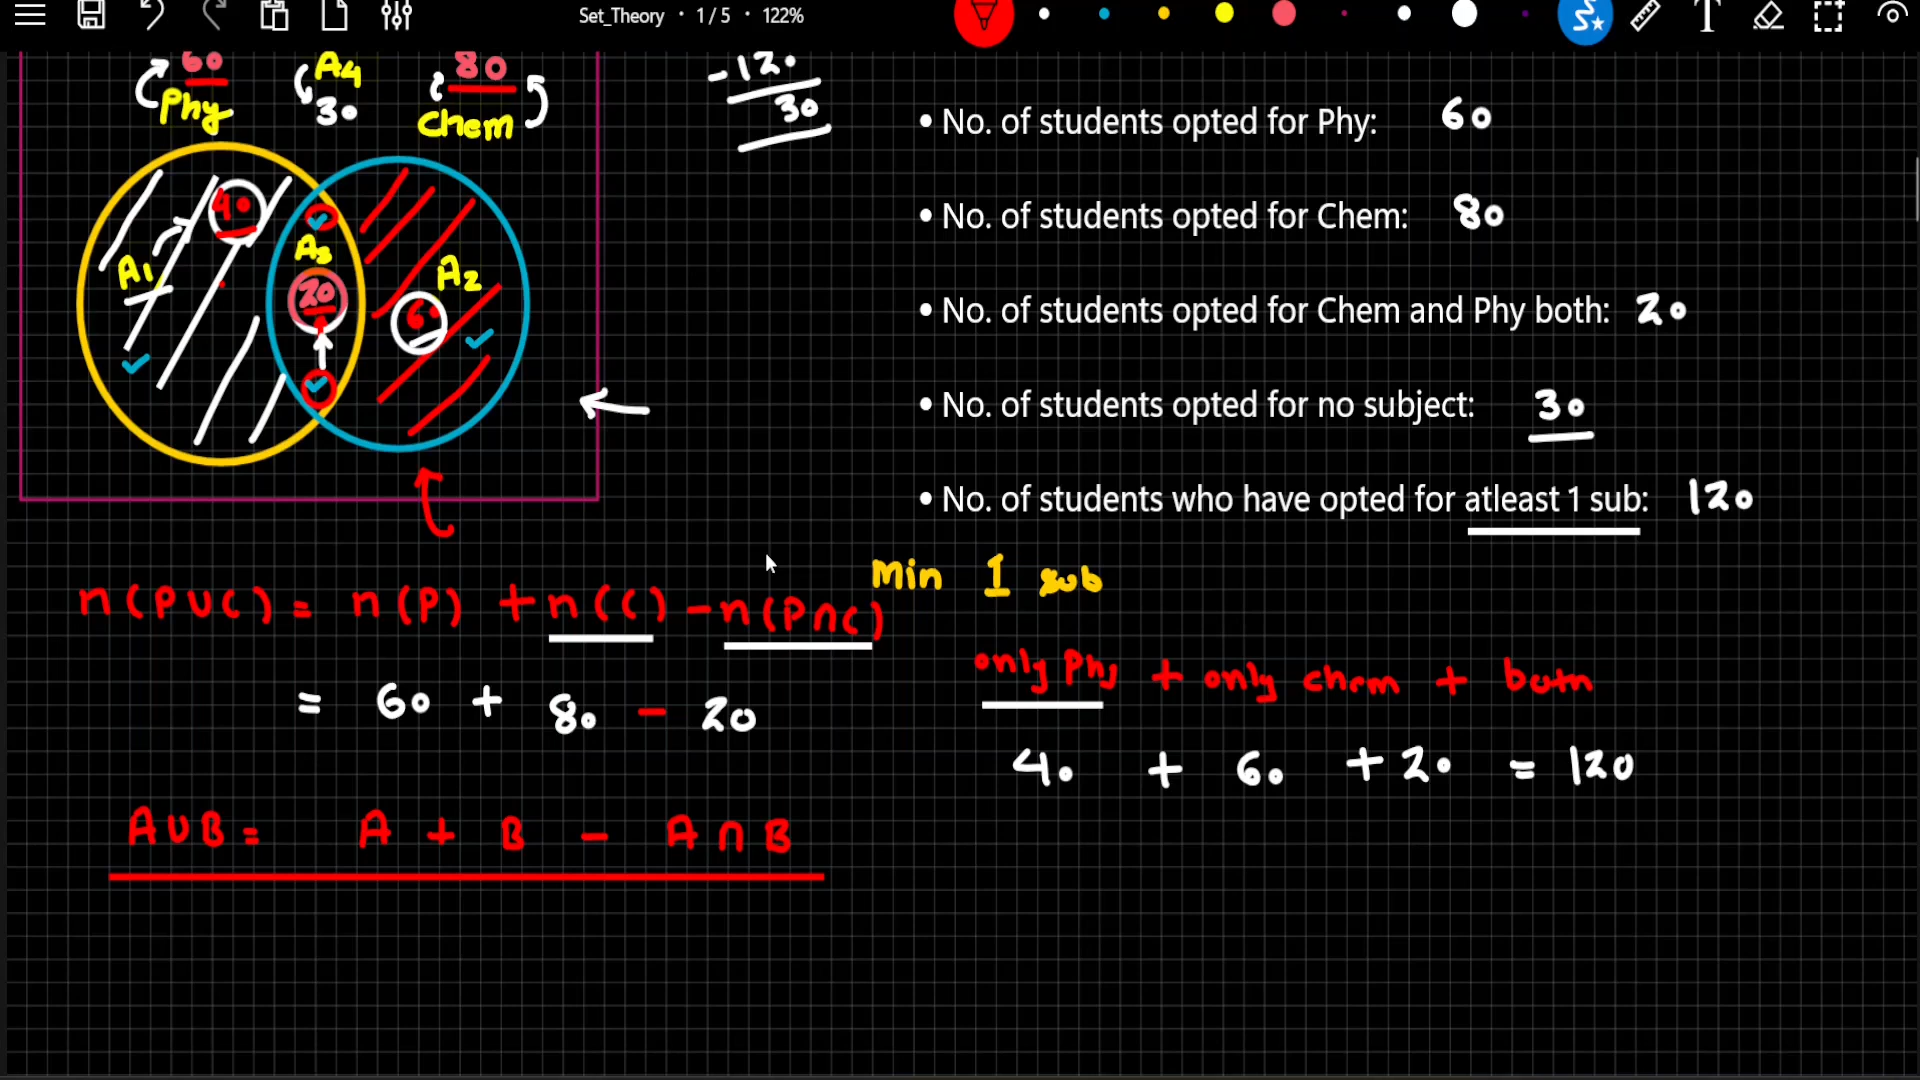 Set_Theory • 1 / 5 • 122%
60 A4 80
Phy 30 Chem
-120
30
40
A3
A1 20 A2
60
• No. of students opted for Phy: 60
• No. of students opted for Chem: 80
• No. of students opted for Chem and Phy both: 20
• No. of students opted for no subject: 30
• No. of students who have opted for atleast 1 sub: 120
Min 1 sub
n(PUC) = n(P) + n(C) - n(P∩C)
= 60 + 80 - 20
only Phy + only chem + both
40 + 60 + 20 = 120
AUB = A + B - A∩B
T